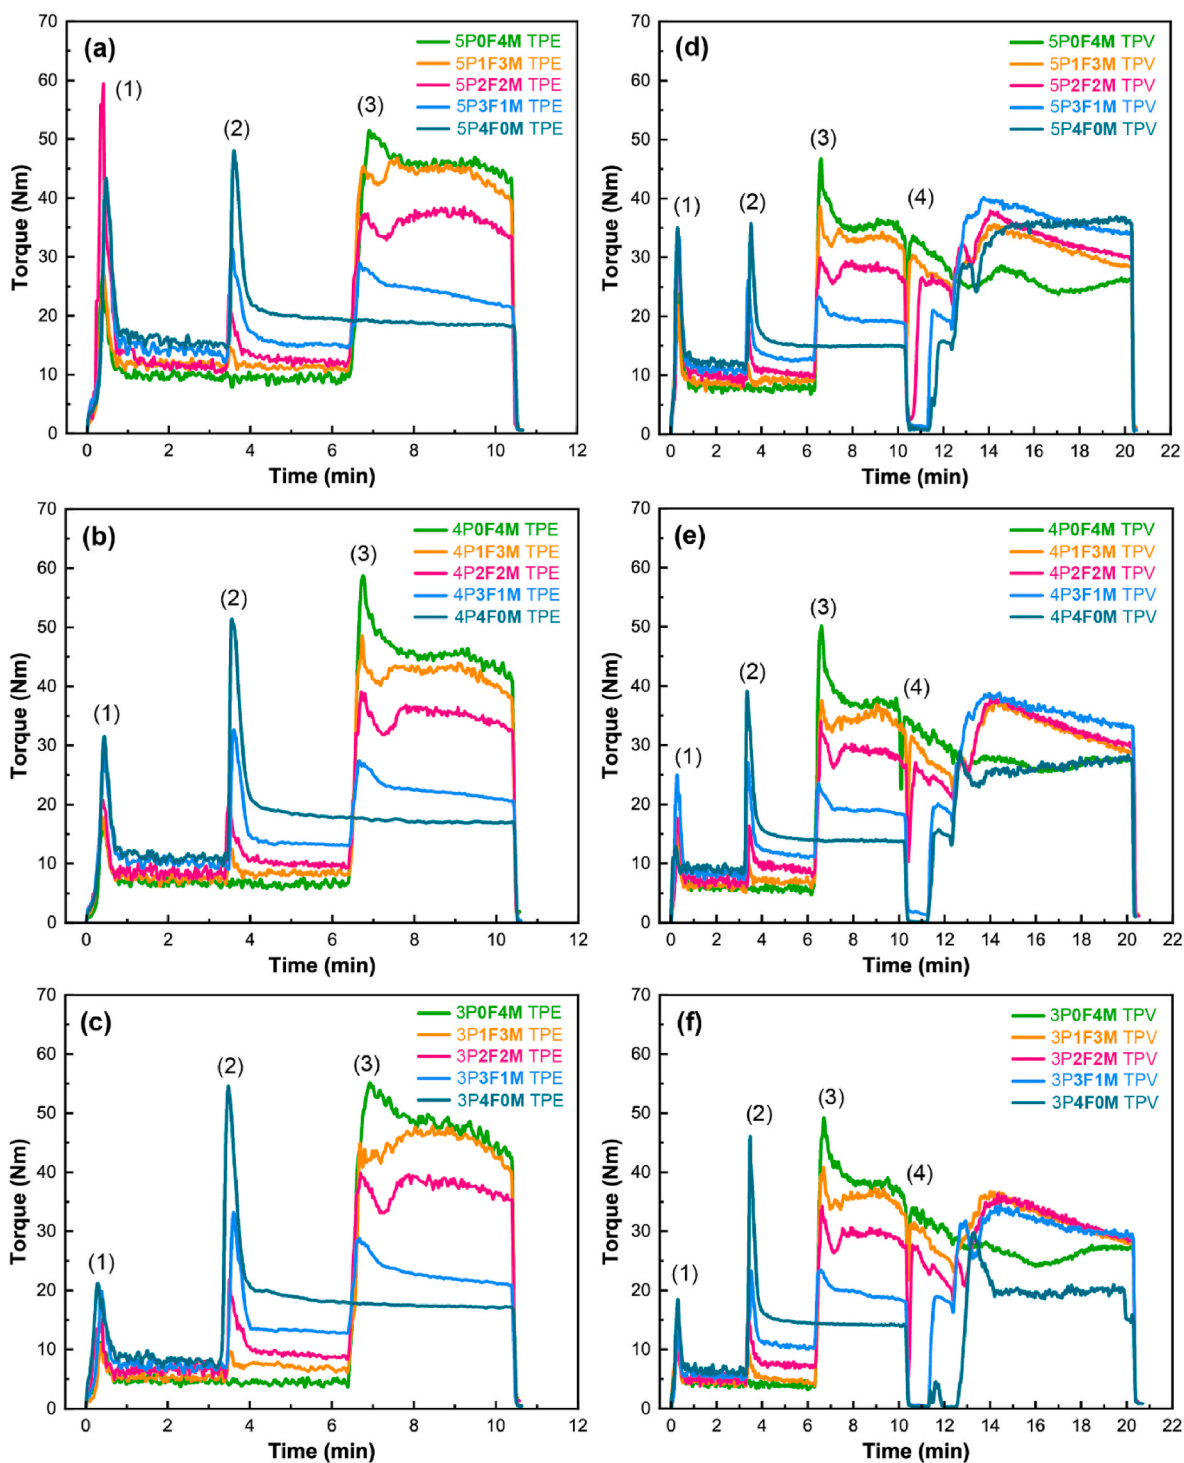 (a)
5P0F4M TPE
5P1F3M TPE
5P2F2M TPE
5P3F1M TPE
5P4F0M TPE
(1)
(2)
(3)
70
60
50
40
30
20
10
0
Torque (Nm)
0 2 4 6 8 10 12
Time (min)
(d)
5P0F4M TPV
5P1F3M TPV
5P2F2M TPV
5P3F1M TPV
5P4F0M TPV
(1)
(2)
(3)
(4)
70
60
50
40
30
20
10
0
Torque (Nm)
0 2 4 6 8 10 12 14 16 18 20 22
Time (min)
(b)
4P0F4M TPE
4P1F3M TPE
4P2F2M TPE
4P3F1M TPE
4P4F0M TPE
(1)
(2)
(3)
70
60
50
40
30
20
10
0
Torque (Nm)
0 2 4 6 8 10 12
Time (min)
(e)
4P0F4M TPV
4P1F3M TPV
4P2F2M TPV
4P3F1M TPV
4P4F0M TPV
(1)
(2)
(3)
(4)
70
60
50
40
30
20
10
0
Torque (Nm)
0 2 4 6 8 10 12 14 16 18 20 22
Time (min)
(c)
3P0F4M TPE
3P1F3M TPE
3P2F2M TPE
3P3F1M TPE
3P4F0M TPE
(1)
(2)
(3)
70
60
50
40
30
20
10
0
Torque (Nm)
0 2 4 6 8 10 12
Time (min)
(f)
3P0F4M TPV
3P1F3M TPV
3P2F2M TPV
3P3F1M TPV
3P4F0M TPV
(1)
(2)
(3)
(4)
70
60
50
40
30
20
10
0
Torque (Nm)
0 2 4 6 8 10 12 14 16 18 20 22
Time (min)